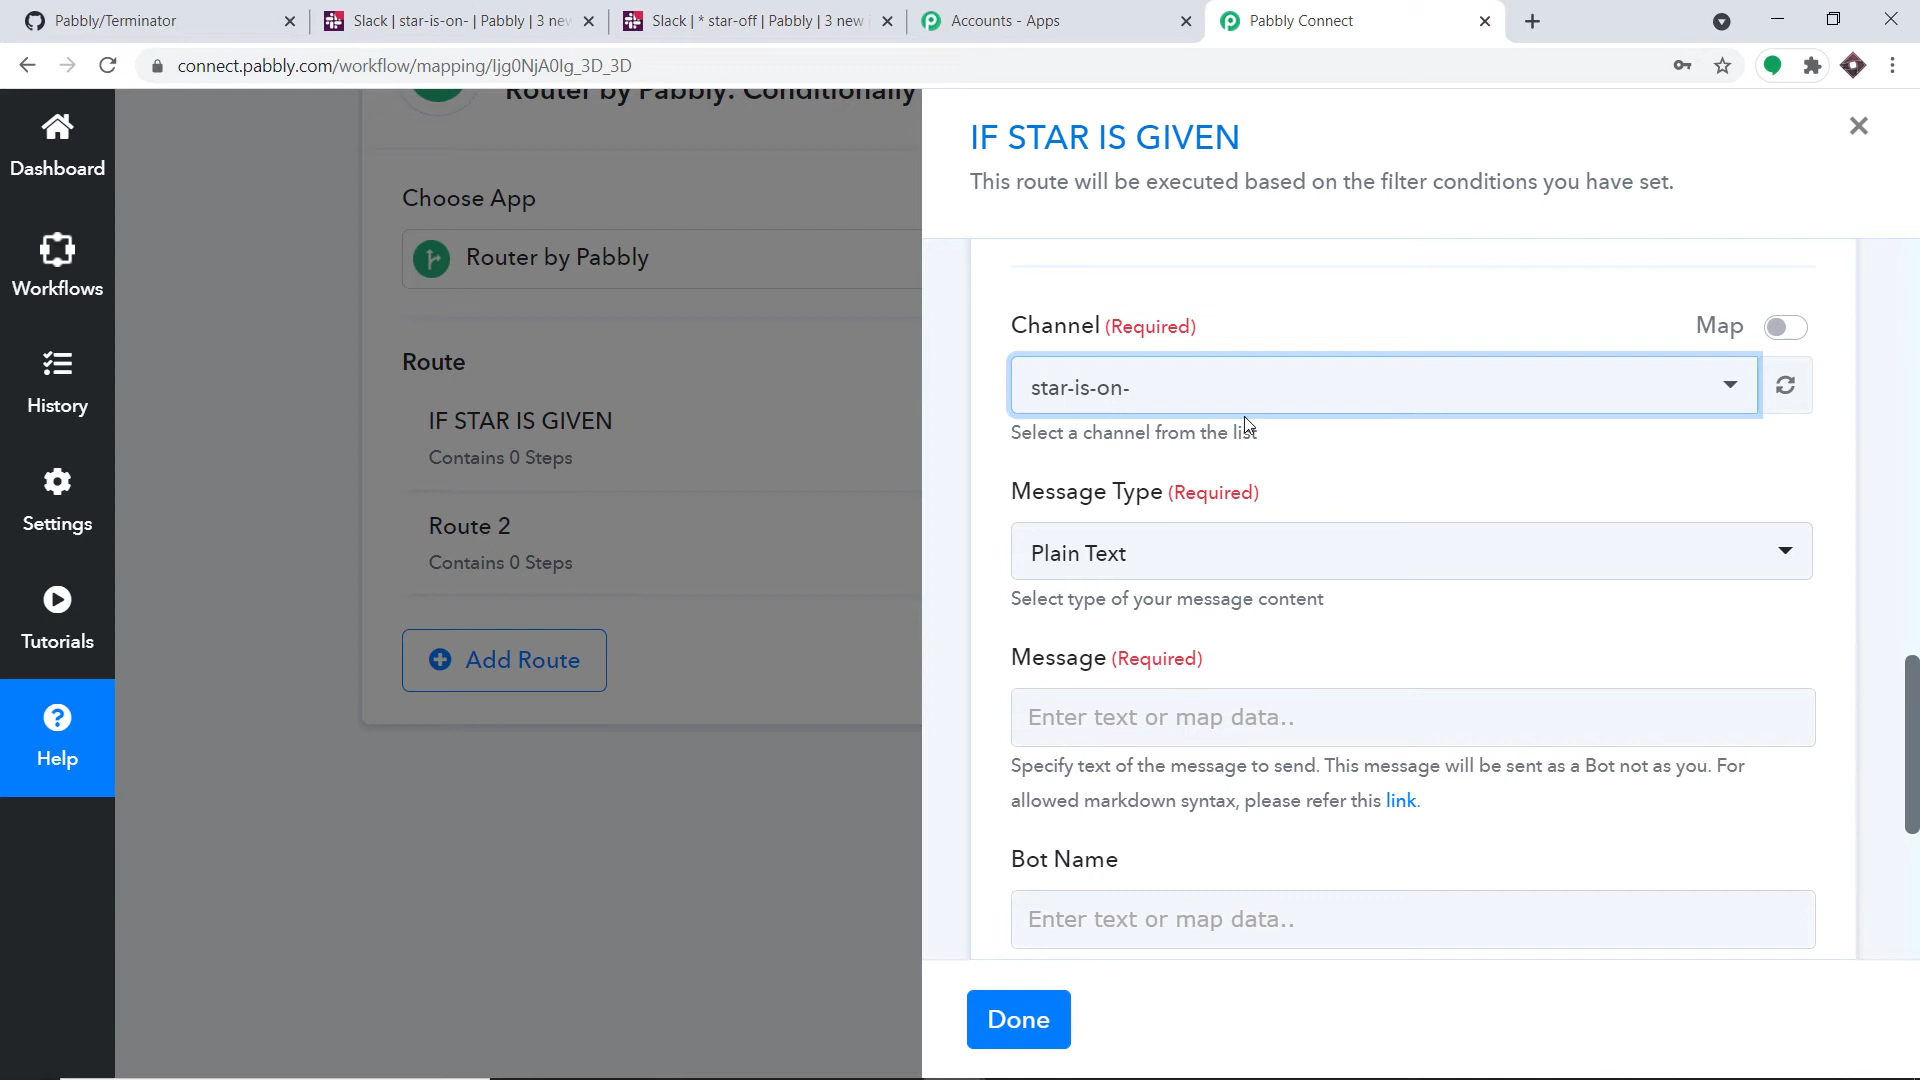 Pabbly/Terminator
Slack | star-is-on- | Pabbly | 3 ne
Slack | * star-off | Pabbly | 3 new
Accounts - Apps
Pabbly Connect
connect.pabbly.com/workflow/mapping/Ijg0NjA0Ig_3D_3D
Dashboard
Workflows
History
Settings
Tutorials
Help
Router by Pabbly: Conditionally
Choose App
Router by Pabbly
Route
IF STAR IS GIVEN
Contains 0 Steps
Route 2
Contains 0 Steps
Add Route
IF STAR IS GIVEN
This route will be executed based on the filter conditions you have set.
Channel (Required)
Map
star-is-on-
Select a channel from the list
Message Type (Required)
Plain Text
Select type of your message content
Message (Required)
Enter text or map data..
Specify text of the message to send. This message will be sent as a Bot not as you. For
allowed markdown syntax, please refer this link.
Bot Name
Enter text or map data..
Done